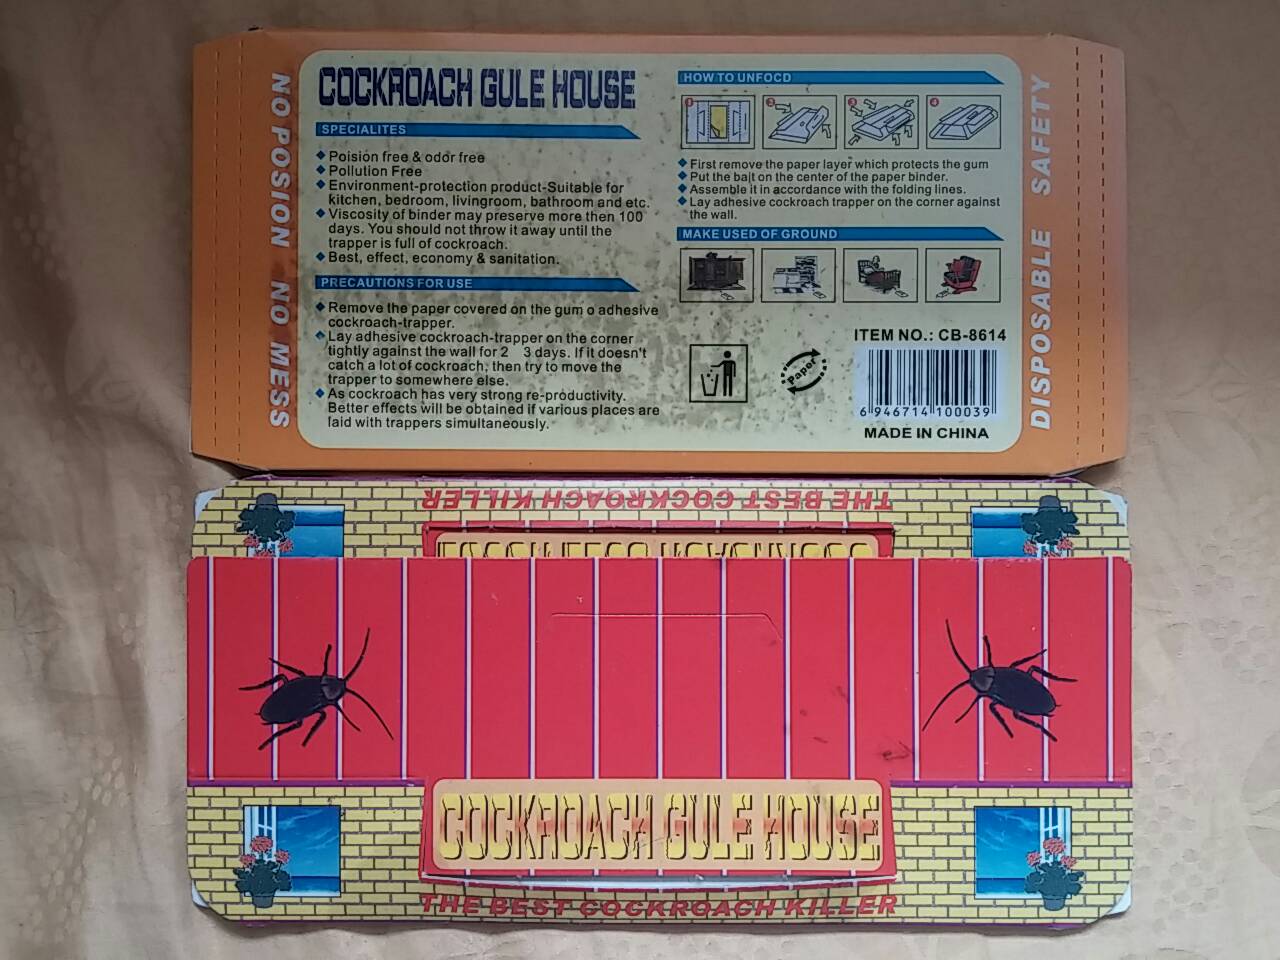 COCKROACH GULE HOUSE
SPECIALITES
Poision free & odor free
Pollution Free
Environment-protection product-Suitable for
kitchen, bedroom, livingroom, bathroom and etc.
Viscosity of binder may preserve more then 100
days. You should not throw it away until the
trapper is full of cockroach.
Best, effect, economy & sanitation.
PRECAUTIONS FOR USE
Remove the paper covered on the gum o adhesive
cockroach-trapper.
Lay adhesive cockroach-trapper on the corner
tightly against the wall for 2 3 days. If it doesn't
catch a lot of cockroach, then try to move the
trapper to somewhere else.
As cockroach has very strong re-productivity.
Better effects will be obtained if various places are
laid with trappers simultaneously.
HOW TO UNFOCD
1
2
3
4
First remove the paper layer which protects the gum
Put the bait on the center of the paper binder.
Assemble it in accordance with the folding lines.
Lay adhesive cockroach trapper on the corner against
the wall.
MAKE USED OF GROUND
Paper
ITEM NO.: CB-8614
6 946714 100039
MADE IN CHINA
NO POSION NO MESS
DISPOSABLE SAFETY
THE BEST COCKROACH KILLER
COCKROACH GULE HOUSE
COCKROACH GULE HOUSE
THE BEST COCKROACH KILLER